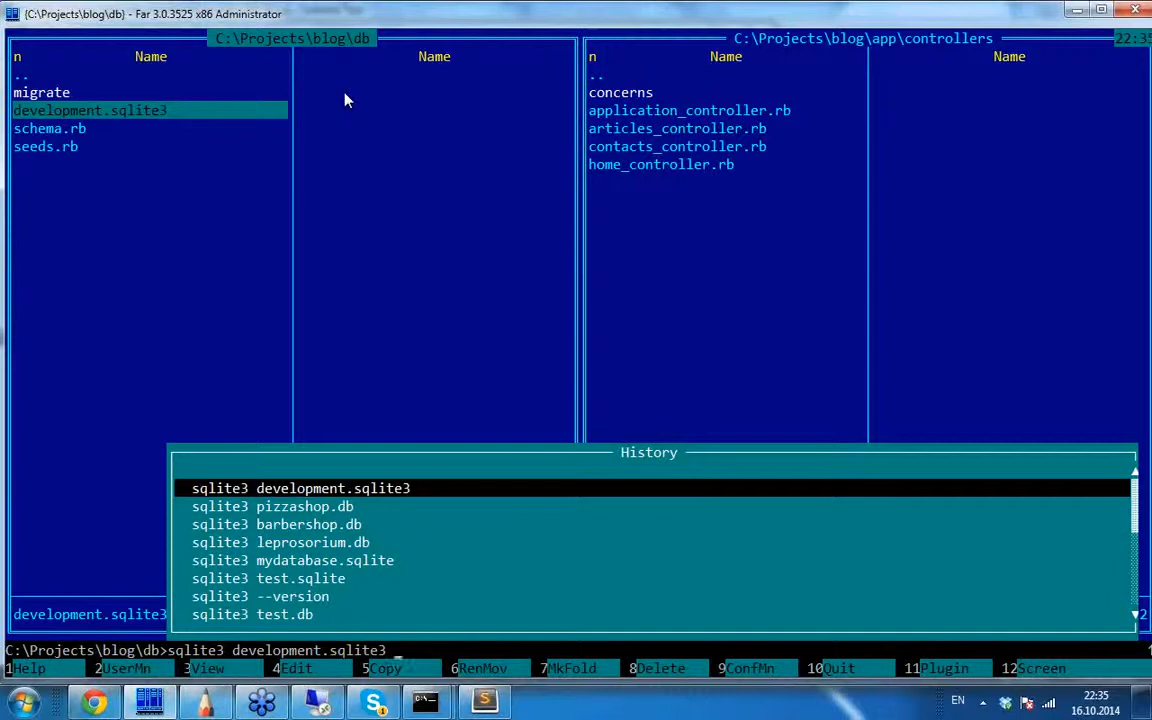 {C:\Projects\blog\db} - Far 3.0.3525 x86 Administrator
C:\Projects\blog\db
n Name Name
..
migrate
development.sqlite3
schema.rb
seeds.rb
C:\Projects\blog\app\controllers
22:35
n Name Name
..
concerns
application_controller.rb
articles_controller.rb
contacts_controller.rb
home_controller.rb
History
sqlite3 development.sqlite3
sqlite3 pizzashop.db
sqlite3 barbershop.db
sqlite3 leprosorium.db
sqlite3 mydatabase.sqlite
sqlite3 test.sqlite
sqlite3 --version
sqlite3 test.db
development.sqlite3
C:\Projects\blog\db>sqlite3 development.sqlite3
1Help 2UserMn 3View 4Edit 5Copy 6RenMov 7MkFold 8Delete 9ConfMn 10Quit 11Plugin 12Screen
EN
22:35
16.10.2014